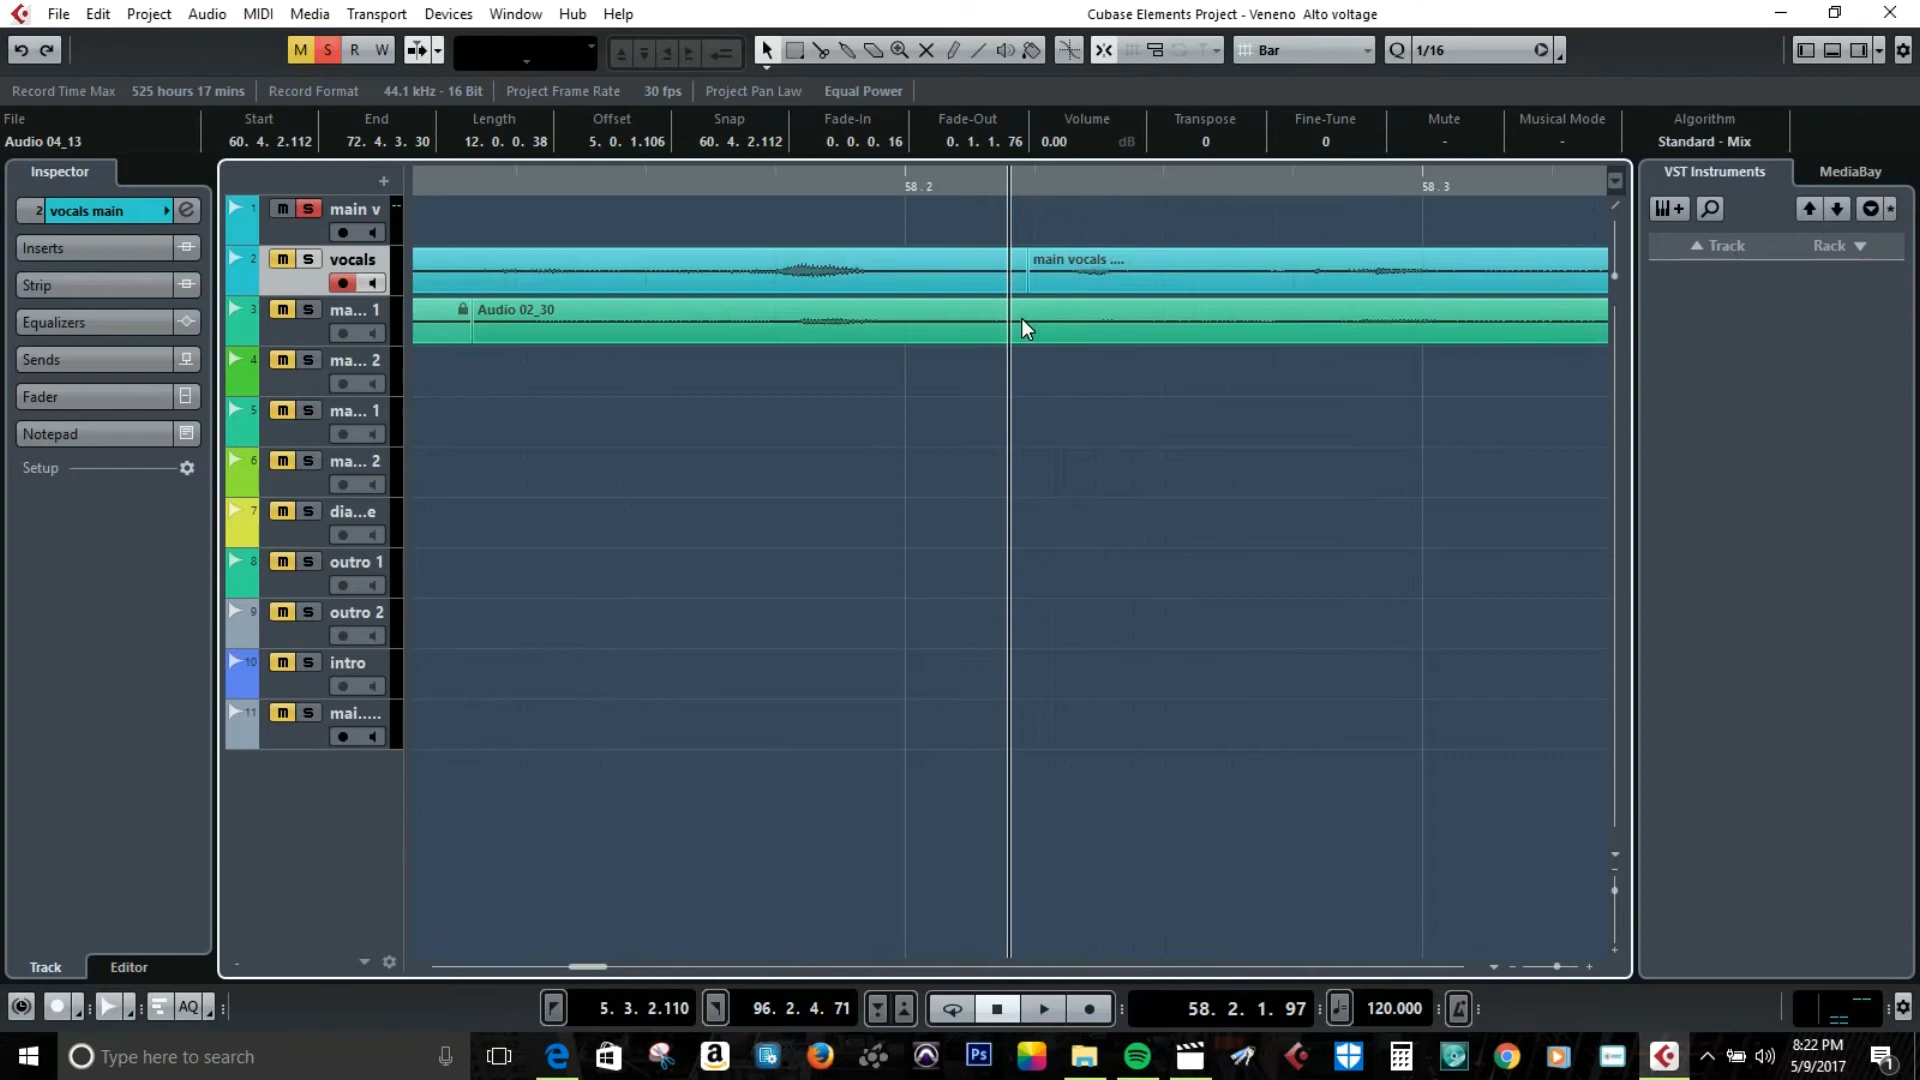 File Edit Project Audio MIDI Media Transport Devices Window Hub Help
Cubase Elements Project - Veneno Alto voltage
M S R W
Bar
Q 1/16
Record Time Max 525 hours 17 mins Record Format 44.1 kHz - 16 Bit Project Frame Rate 30 fps Project Pan Law Equal Power
File Start End Length Offset Snap Fade-In Fade-Out Volume Transpose Fine-Tune Mute Musical Mode Algorithm
Audio 04_13 60. 4. 2.112 72. 4. 3. 30 12. 0. 0. 38 5. 0. 1.106 60. 4. 2.112 0. 0. 0. 16 0. 1. 1. 76 0.00 dB 0 0 - - Standard - Mix
Inspector
VST Instruments MediaBay
58.2 58.3
2 vocals main
Inserts
Strip
Equalizers
Sends
Fader
Notepad
Setup
1 m S main v
2 m S vocals
main vocals ....
3 m S ma... 1
Audio 02_30
4 m S ma... 2
5 m S ma... 1
6 m S ma... 2
7 m S dia...e
8 m S outro 1
9 m S outro 2
10 m S intro
11 m S mai.....
Track Rack
Track Editor
AQ
5. 3. 2.110 96. 2. 4. 71 58. 2. 1. 97 120.000
Type here to search
Ps
8:22 PM
5/9/2017
1